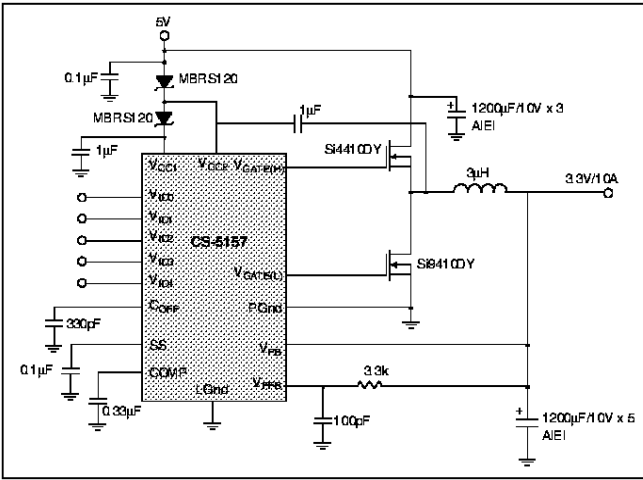 5V
0.1μF
MBRS120
MBRS120
1μF
1μF
1200μF/10V x 3
AIEI
Si4410DY
VCC1
VCC2
VGATE(H)
3μH
3.3V/10A
VID0
VID1
VID2
VID3
VID4
CS-5157
VGATE(L)
Si9410DY
COFF
PGnd
330pF
SS
VFB
0.1μF
COMP
LGnd
VFFB
3.3k
0.33μF
100pF
1200μF/10V x 5
AIEI